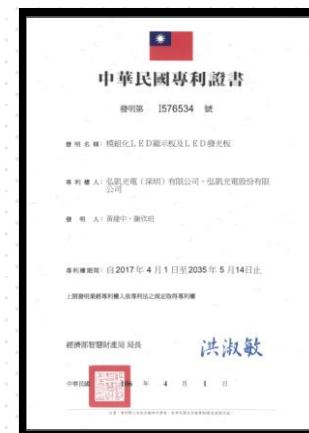 中華民國專利證書
發明第 I576534 號
發明名稱：模組化LED顯示板及LED發光板
專利權人：弘凱光電（深圳）有限公司、弘凱光電股份有限
公司
發明人：黃建中、謝欣珀
專利權期間：自2017年4月1日至2035年5月14日止
上開發明業經專利權人依專利法之規定取得專利權
經濟部智慧財產局 局長 洪淑敏
中華民國 106 年 4 月 1 日